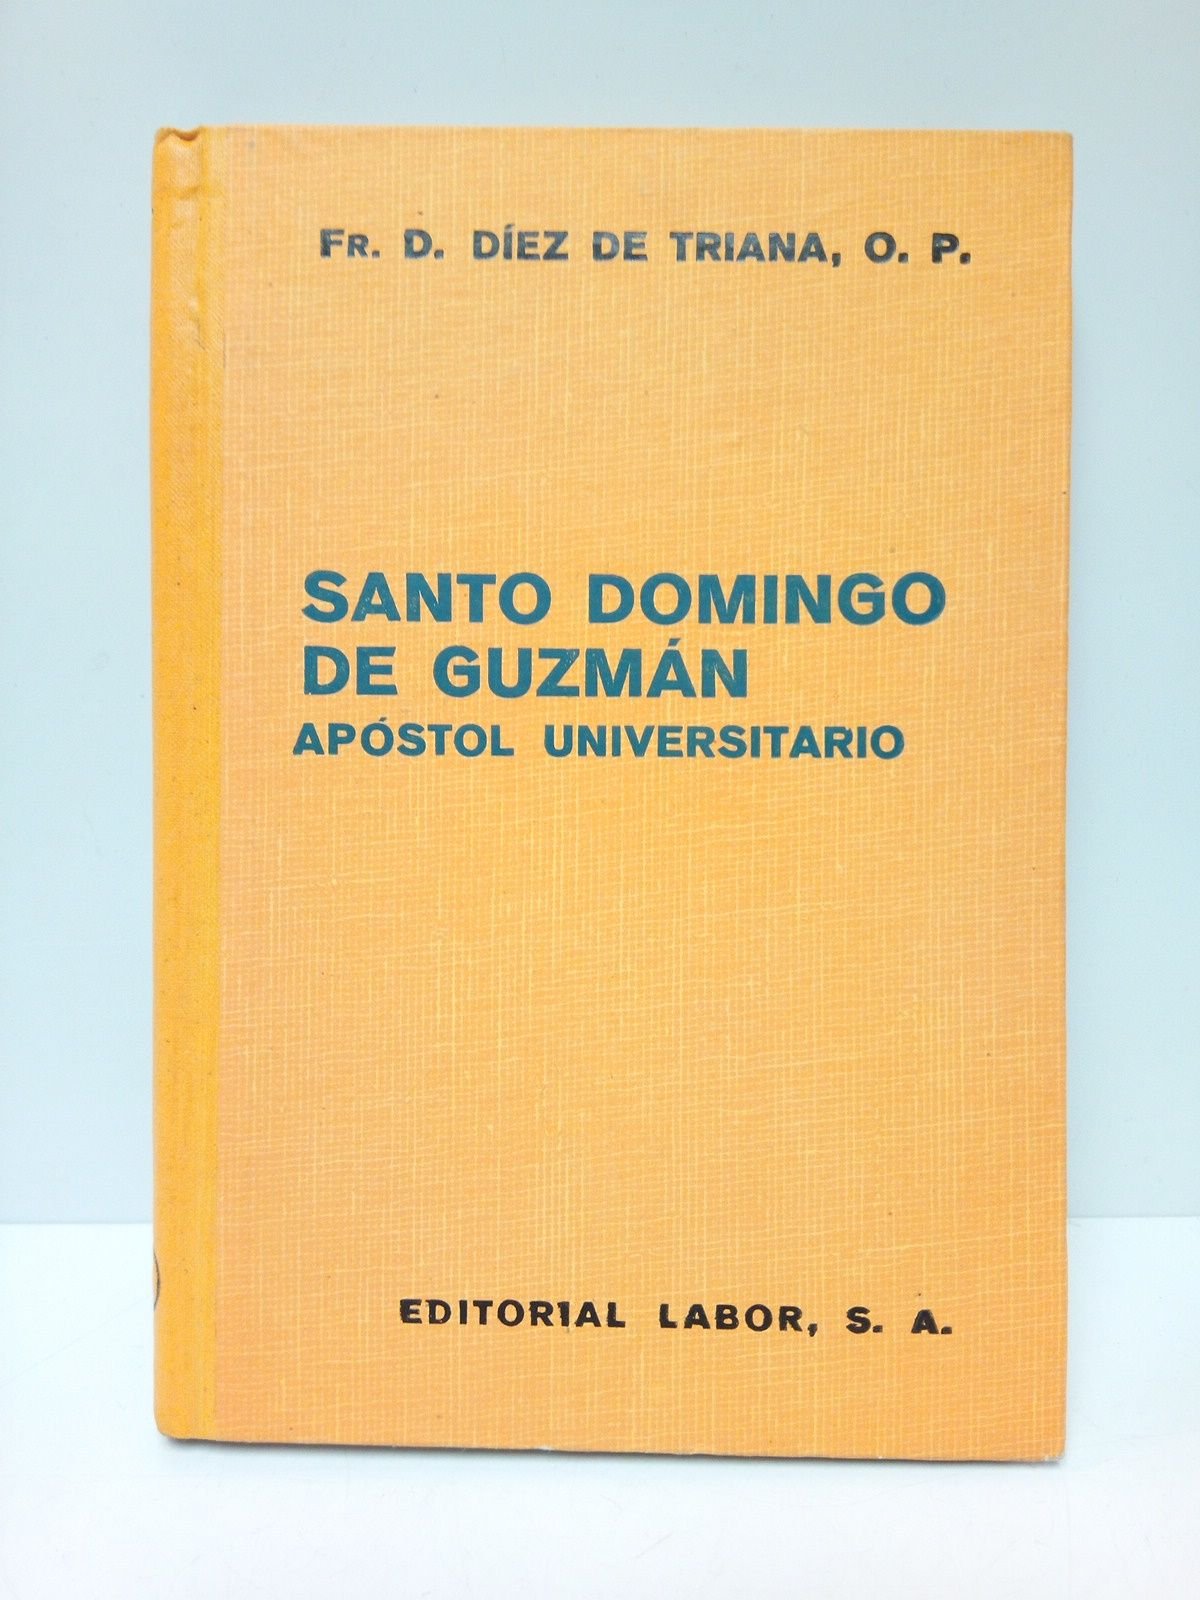 FR. D. DÍEZ DE TRIANA, O. P.
SANTO DOMINGO
DE GUZMÁN
APÓSTOL UNIVERSITARIO
EDITORIAL LABOR, S. A.